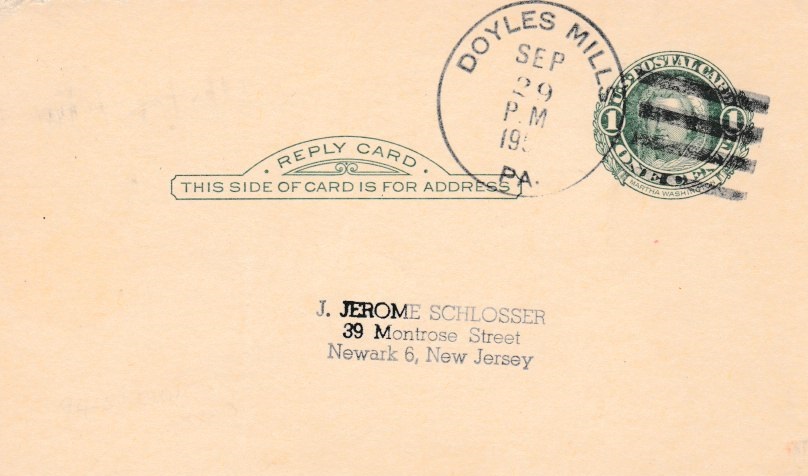 DOYLES MILLS
SEP
29
P.M
195
PA.
U.S. POSTAL CARD
1 1
ONE CENT
MARTHA WASHINGTON
REPLY CARD
THIS SIDE OF CARD IS FOR ADDRESS
J. JEROME SCHLOSSER
39 Montrose Street
Newark 6, New Jersey